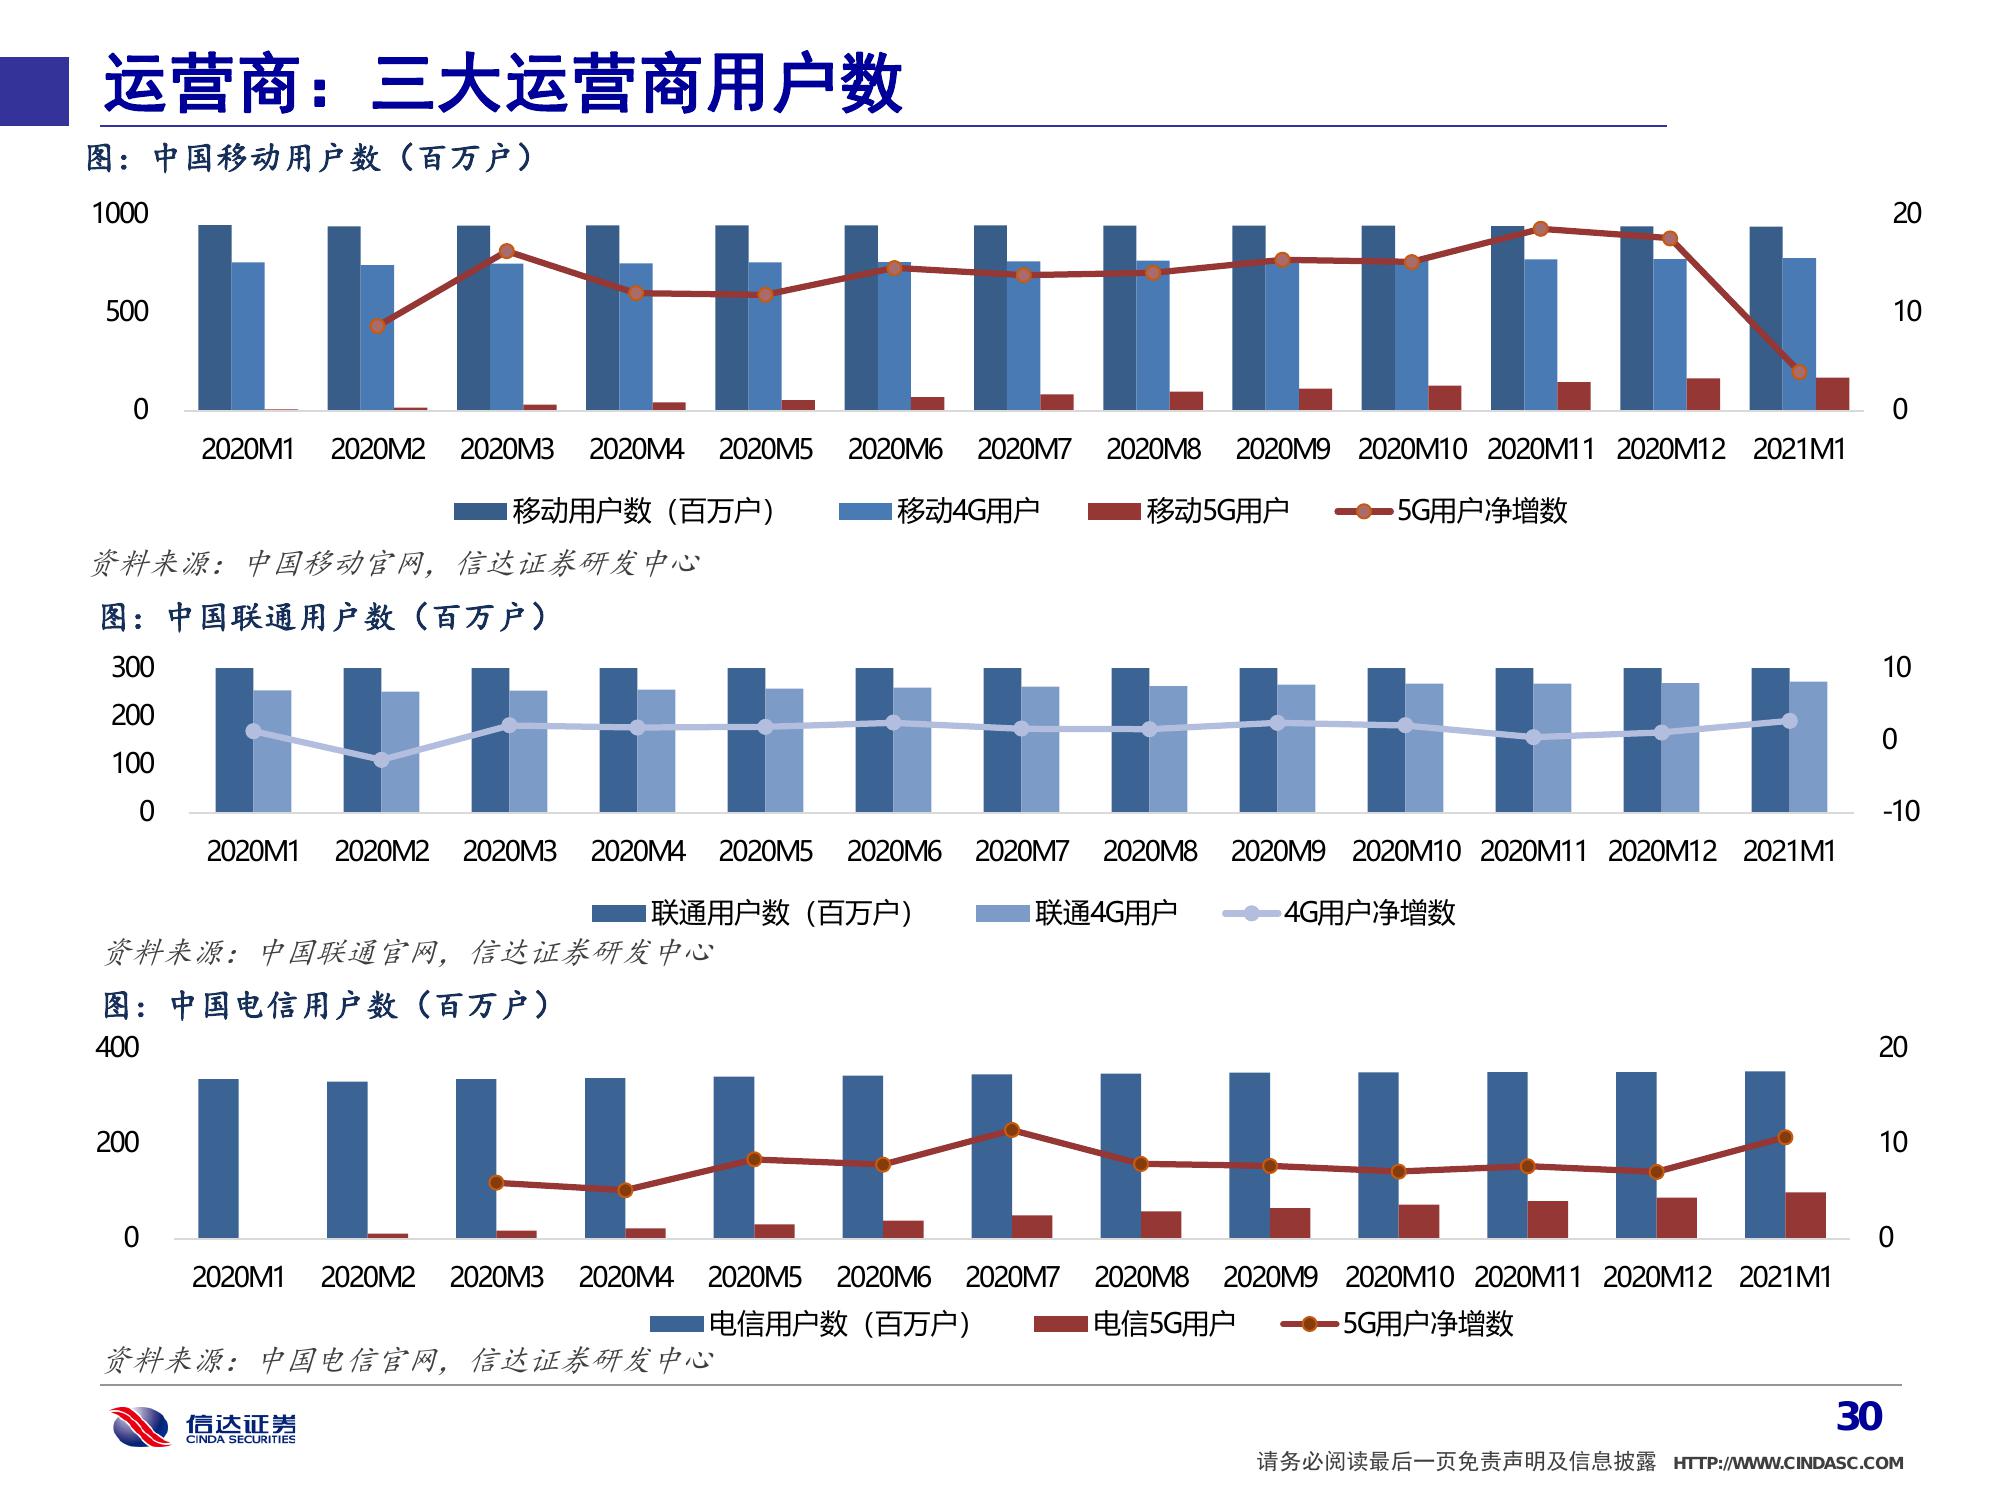 运营商：三大运营商用户数
图：中国移动用户数（百万户）
1000
500
0
20
10
0
2020M1 2020M2 2020M3 2020M4 2020M5 2020M6 2020M7 2020M8 2020M9 2020M10 2020M11 2020M12 2021M1
移动用户数（百万户） 移动4G用户 移动5G用户 5G用户净增数
资料来源：中国移动官网，信达证券研发中心
图：中国联通用户数（百万户）
300
200
100
0
10
0
-10
2020M1 2020M2 2020M3 2020M4 2020M5 2020M6 2020M7 2020M8 2020M9 2020M10 2020M11 2020M12 2021M1
联通用户数（百万户） 联通4G用户 4G用户净增数
资料来源：中国联通官网，信达证券研发中心
图：中国电信用户数（百万户）
400
200
0
20
10
0
2020M1 2020M2 2020M3 2020M4 2020M5 2020M6 2020M7 2020M8 2020M9 2020M10 2020M11 2020M12 2021M1
电信用户数（百万户） 电信5G用户 5G用户净增数
资料来源：中国电信官网，信达证券研发中心
信达证券
CINDA SECURITIES
30
请务必阅读最后一页免责声明及信息披露 HTTP://WWW.CINDASC.COM